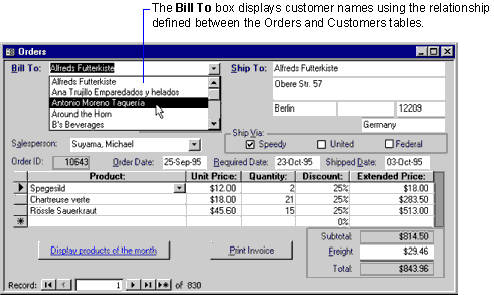 The Bill To box displays customer names using the relationship
defined between the Orders and Customers tables.
Orders
Bill To: Alfreds Futterkiste
Alfreds Futterkiste
Ana Trujillo Emparedados y helados
Antonio Moreno Taquería
Around the Horn
B's Beverages
Ship To: Alfreds Futterkiste
Obere Str. 57
Berlin 12209
Germany
Ship Via:
Speedy United Federal
Salesperson: Suyama, Michael
Order ID: 10643 Order Date: 25-Sep-95 Required Date: 23-Oct-95 Shipped Date: 03-Oct-95
Product: Unit Price: Quantity: Discount: Extended Price:
Spegesild $12.00 2 25% $18.00
Chartreuse verte $18.00 21 25% $283.50
Rössle Sauerkraut $45.60 15 25% $513.00
0%
Display products of the month
Print Invoice
Subtotal: $814.50
Freight $29.46
Total: $843.96
Record: 1 of 830